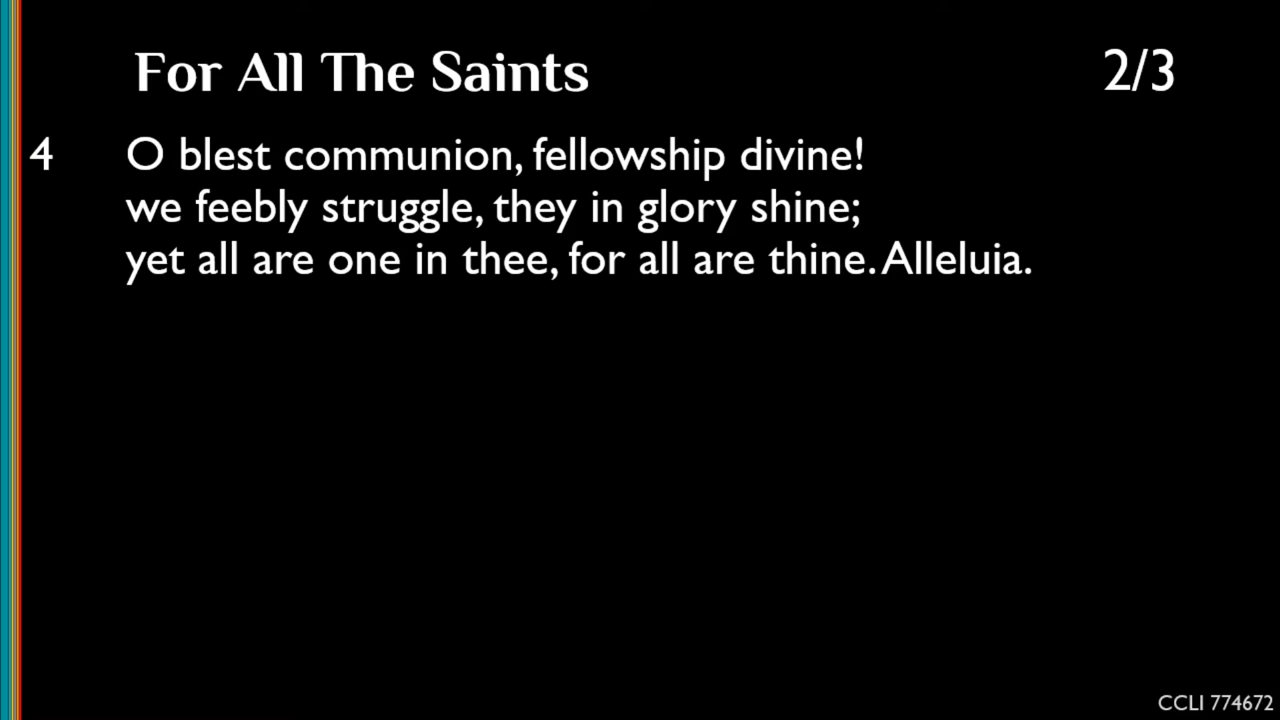 For All The Saints 2/3
4 O blest communion, fellowship divine!
we feebly struggle, they in glory shine;
yet all are one in thee, for all are thine. Alleluia.
CCLI 774672